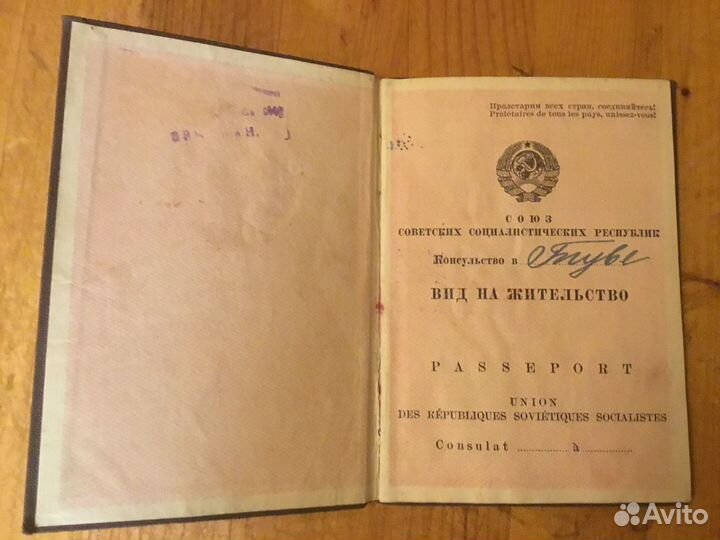 Пролетарии всех стран, соединяйтесь!
Prolétaires de tous les pays, unissez-vous!
СОЮЗ
СОВЕТСКИХ СОЦИАЛИСТИЧЕСКИХ РЕСПУБЛИК
Консульство в Туве
ВИД НА ЖИТЕЛЬСТВО
PASSEPORT
UNION
DES RÉPUBLIQUES SOVIÉTIQUES SOCIALISTES
Consulat à
Avito